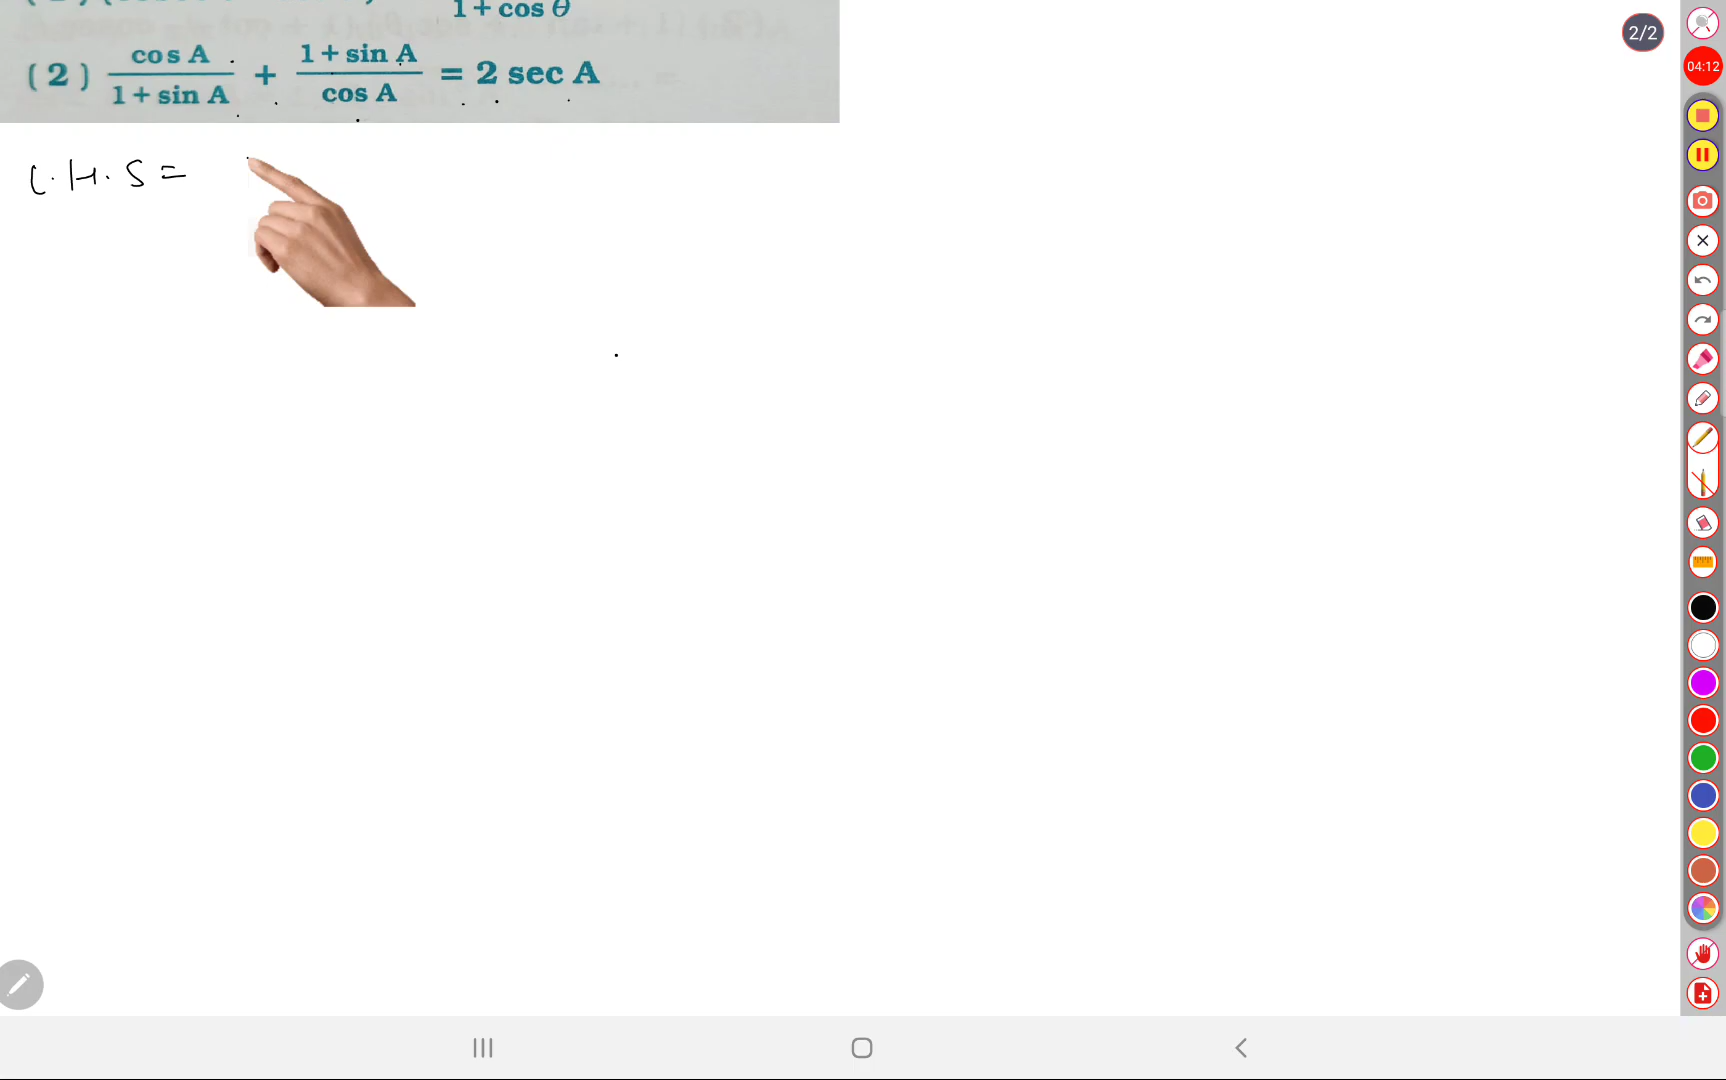 1 + cos θ
( 2 ) cos A / 1 + sin A + 1 + sin A / cos A = 2 sec A
L.H.S =
2/2
04:12